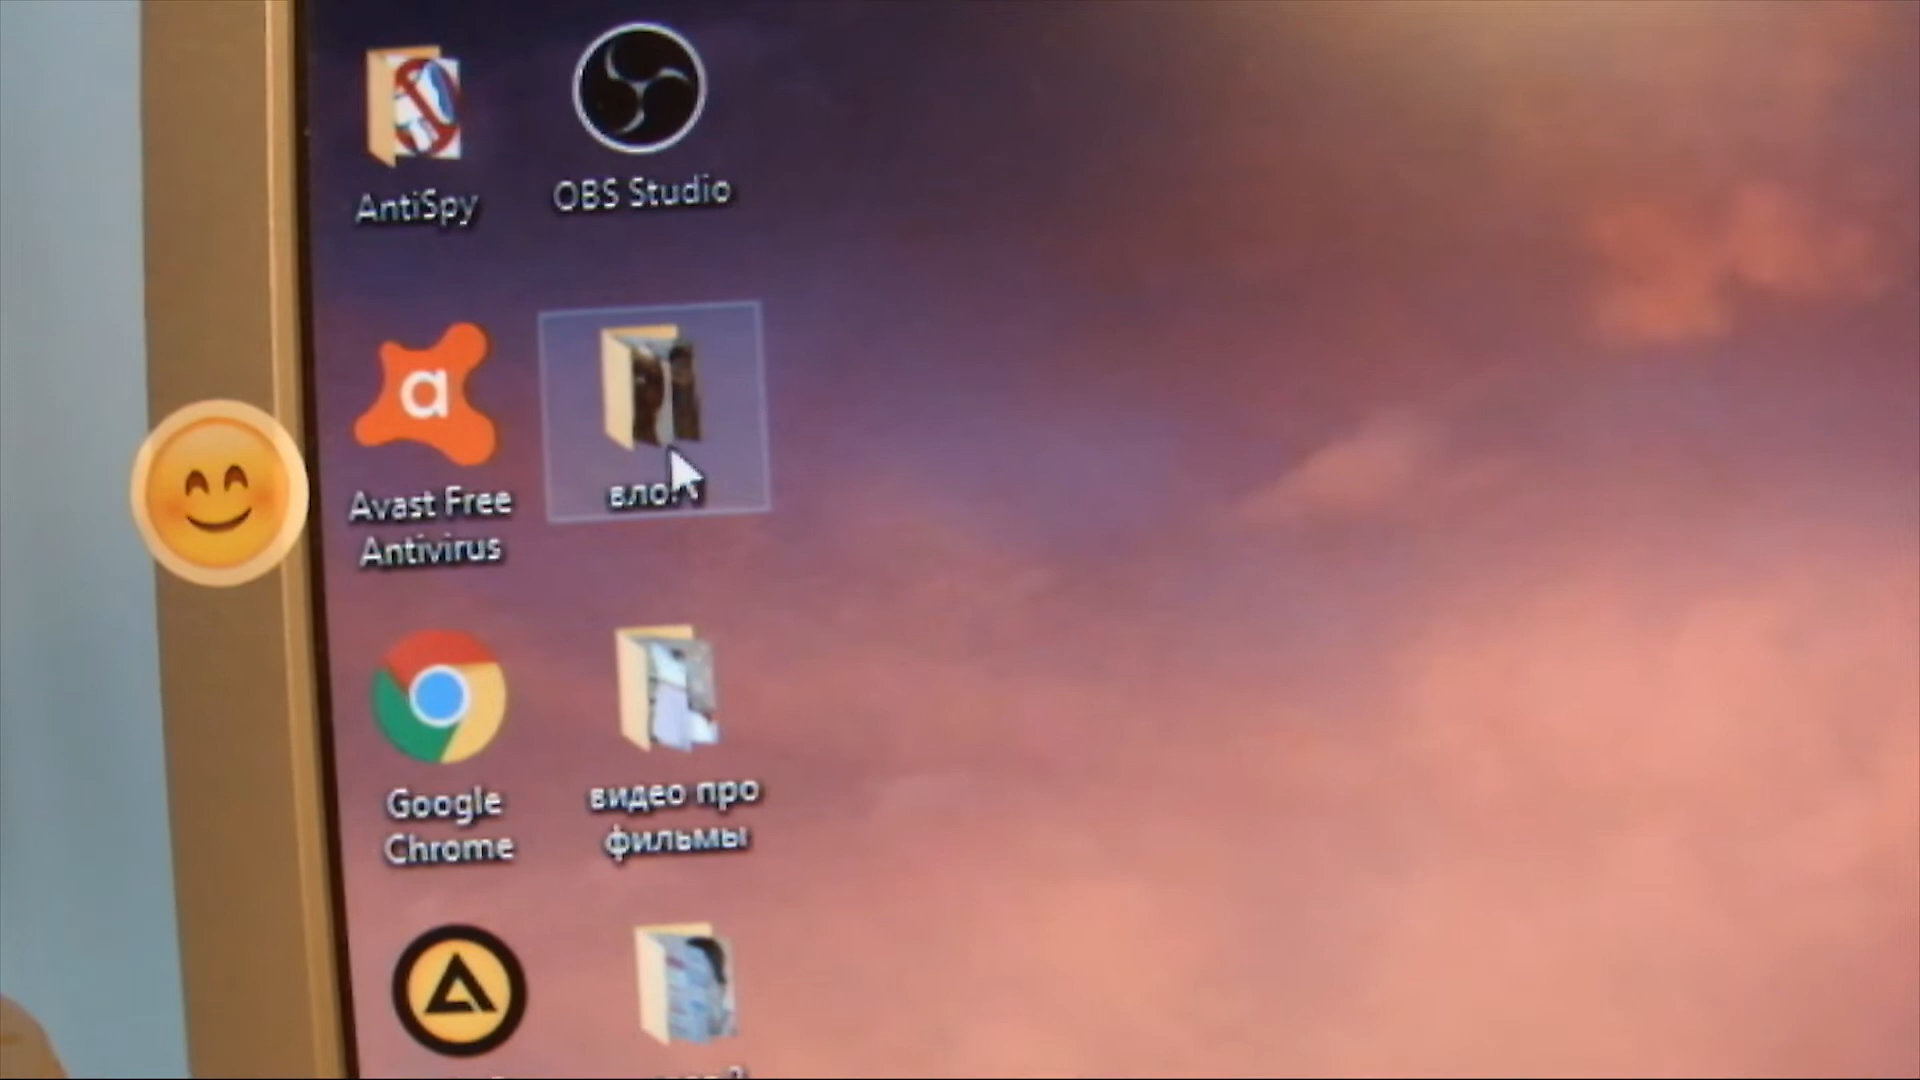 AntiSpy
OBS Studio
Avast Free
Antivirus
Google
Chrome
видео про
фильмы